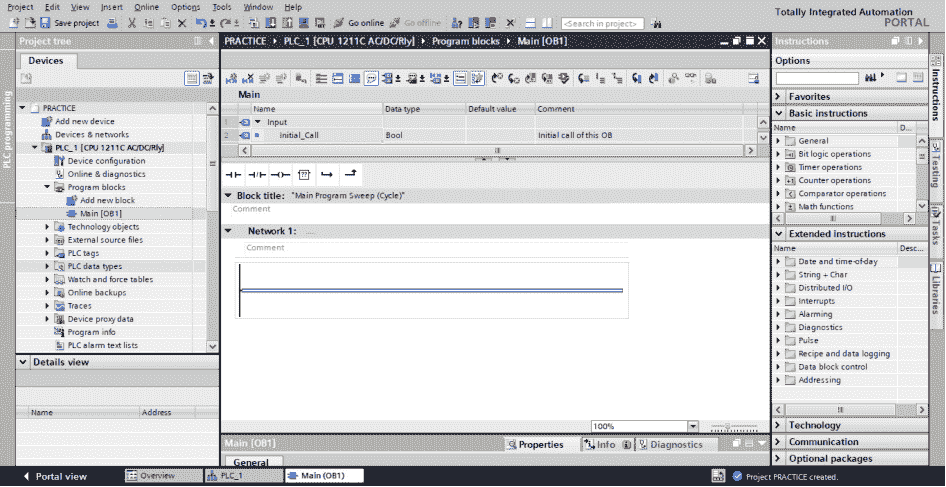 Project Edit View Insert Online Options Tools Window Help
Totally Integrated Automation
PORTAL
Save project
Go online
Go offline
<Search in project>
Project tree
PRACTICE PLC_1 [CPU 1211C AC/DC/Rly] Program blocks Main [OB1]
Instructions
Devices
Options
PLC programming
PRACTICE
Add new device
Devices & networks
PLC_1 [CPU 1211C AC/DC/Rly]
Device configuration
Online & diagnostics
Program blocks
Add new block
Main [OB1]
Technology objects
External source files
PLC tags
PLC data types
Watch and force tables
Online backups
Traces
Device proxy data
Program info
PLC alarm text lists
Details view
Name Address
Main
Name Data type Default value Comment
1 Input
2 Initial_Call Bool Initial call of this OB
??
Block title: "Main Program Sweep (Cycle)"
Comment
Network 1: ....
Comment
100%
Main [OB1]
Properties Info Diagnostics
General
Favorites
Basic instructions
Name D...
General
Bit logic operations
Timer operations
Counter operations
Comparator operations
Math functions
Extended instructions
Name Desc...
Date and time-of-day
String + Char
Distributed I/O
Interrupts
Alarming
Diagnostics
Pulse
Recipe and data logging
Data block control
Addressing
Technology
Communication
Optional packages
Instructions
Testing
Tasks
Libraries
Portal view Overview PLC_1 Main (OB1)
Project PRACTICE created.